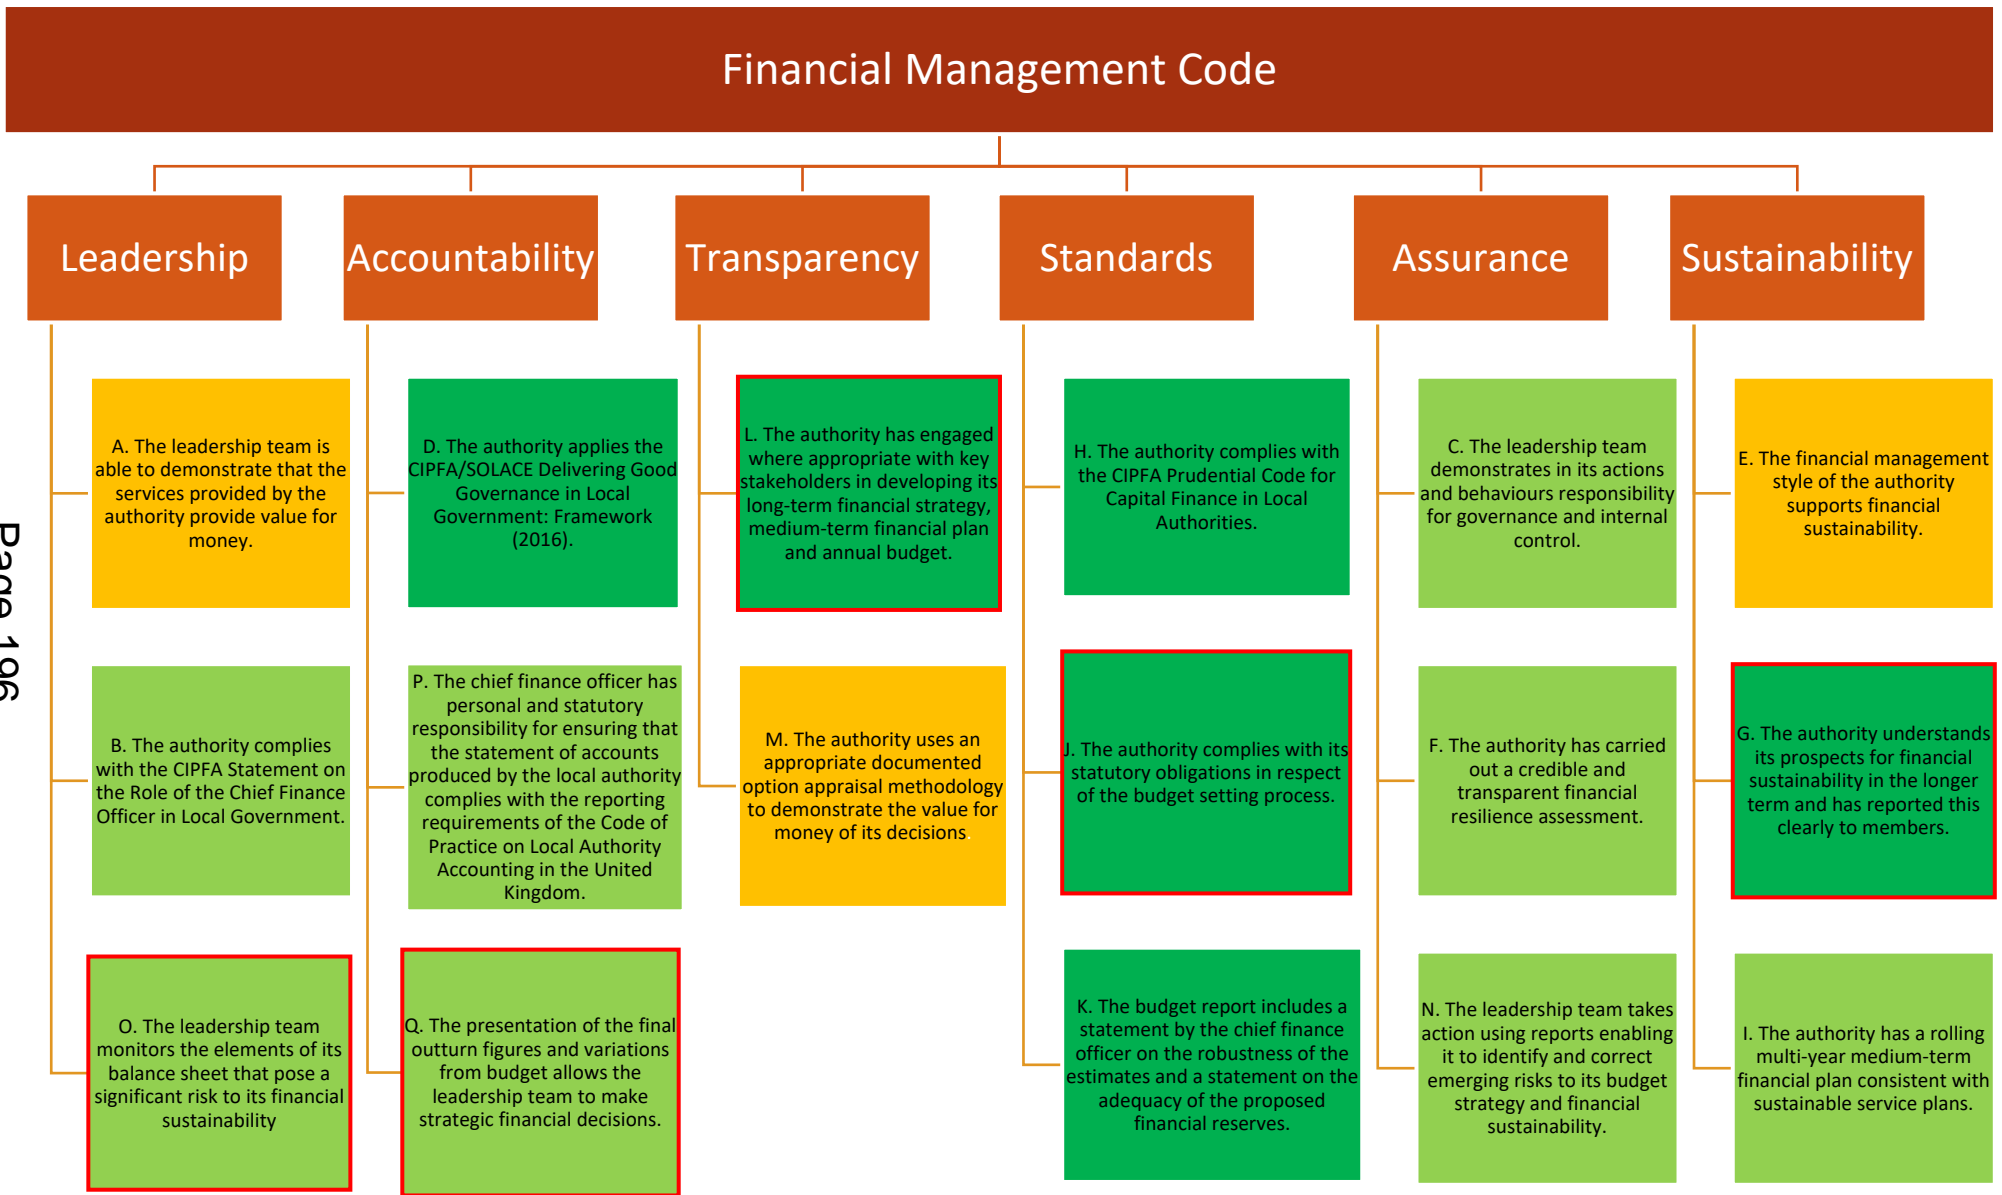 Financial Management Code
Leadership
Accountability
Transparency
Standards
Assurance
Sustainability
A. The leadership team is
able to demonstrate that the
services provided by the
authority provide value for
money.
B. The authority complies
with the CIPFA Statement on
the Role of the Chief Finance
Officer in Local Government.
O. The leadership team
monitors the elements of its
balance sheet that pose a
significant risk to its financial
sustainability
D. The authority applies the
CIPFA/SOLACE Delivering Good
Governance in Local
Government: Framework
(2016).
P. The chief finance officer has
personal and statutory
responsibility for ensuring that
the statement of accounts
produced by the local authority
complies with the reporting
requirements of the Code of
Practice on Local Authority
Accounting in the United
Kingdom.
Q. The presentation of the final
outturn figures and variations
from budget allows the
leadership team to make
strategic financial decisions.
L. The authority has engaged
where appropriate with key
stakeholders in developing its
long-term financial strategy,
medium-term financial plan
and annual budget.
M. The authority uses an
appropriate documented
option appraisal methodology
to demonstrate the value for
money of its decisions.
H. The authority complies with
the CIPFA Prudential Code for
Capital Finance in Local
Authorities.
J. The authority complies with its
statutory obligations in respect
of the budget setting process.
K. The budget report includes a
statement by the chief finance
officer on the robustness of the
estimates and a statement on the
adequacy of the proposed
financial reserves.
C. The leadership team
demonstrates in its actions
and behaviours responsibility
for governance and internal
control.
F. The authority has carried
out a credible and
transparent financial
resilience assessment.
N. The leadership team takes
action using reports enabling
it to identify and correct
emerging risks to its budget
strategy and financial
sustainability.
E. The financial management
style of the authority
supports financial
sustainability.
G. The authority understands
its prospects for financial
sustainability in the longer
term and has reported this
clearly to members.
I. The authority has a rolling
multi-year medium-term
financial plan consistent with
sustainable service plans.
Page 196